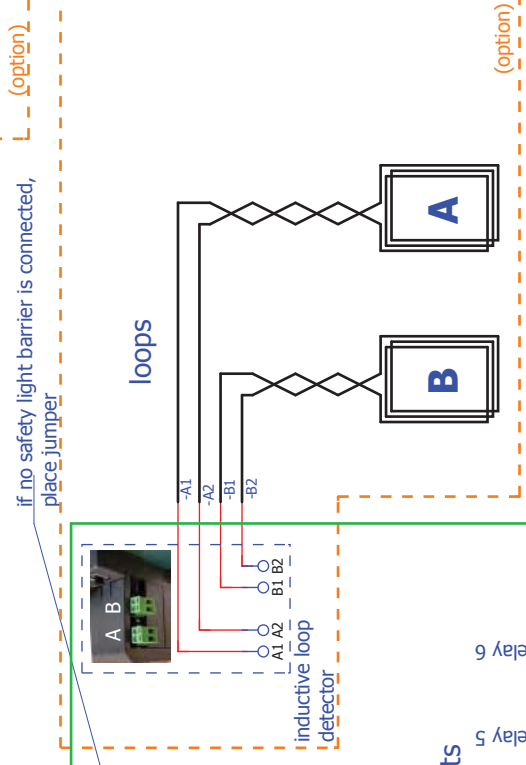 (option)
if no safety light barrier is connected,
place jumper
loops
-A1
-A2
-B1
-B2
A
B
(option)
A B
A1 A2 B1 B2
inductive loop
detector
elay 6
elay 5
ts